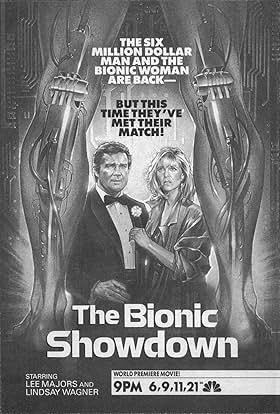 THE SIX
MILLION DOLLAR
MAN AND THE
BIONIC WOMAN
ARE BACK—
BUT THIS
TIME THEY'VE
MET THEIR
MATCH!
The Bionic
Showdown
STARRING
LEE MAJORS AND
LINDSAY WAGNER
WORLD PREMIERE MOVIE!
9PM 6,9,11,21